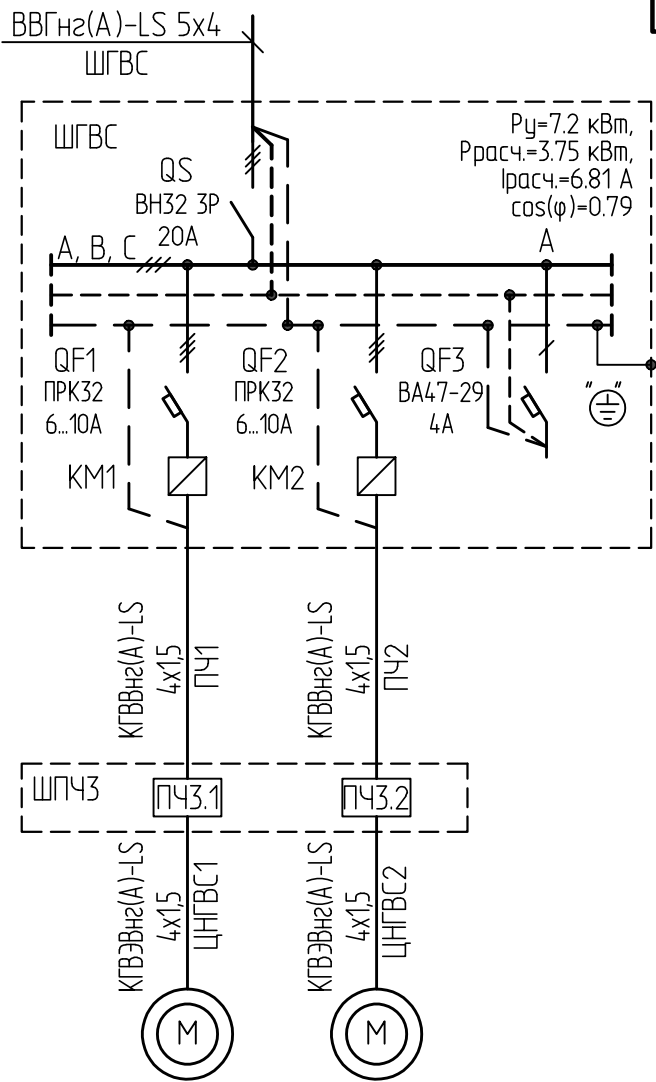 ВВГнг(А)-LS 5х4
ШГВС
ШГВС
Ру=7.2 кВт,
Ррасч.=3.75 кВт,
Iрасч.=6.81 А
cos(φ)=0.79
QS
ВН32 3Р
20А
А, В, С
А
QF1
ПРК32
6...10А
QF2
ПРК32
6...10А
QF3
ВА47-29
4А
" "
КМ1
КМ2
КГВВнг(А)-LS
4х1,5
ПЧ1
КГВВнг(А)-LS
4х1,5
ПЧ2
ШПЧ3
ПЧ3.1
ПЧ3.2
КГВЭВнг(А)-LS
4х1,5
ЦНГВС1
КГВЭВнг(А)-LS
4х1,5
ЦНГВС2
М
М